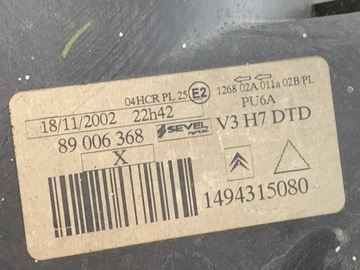 04HCR PL 25 E2 1268 02A 011a 02B PL
PU6A
18/11/2002 22h42
89 006 368 SEVEL V3 H7 DTD
X
1494315080